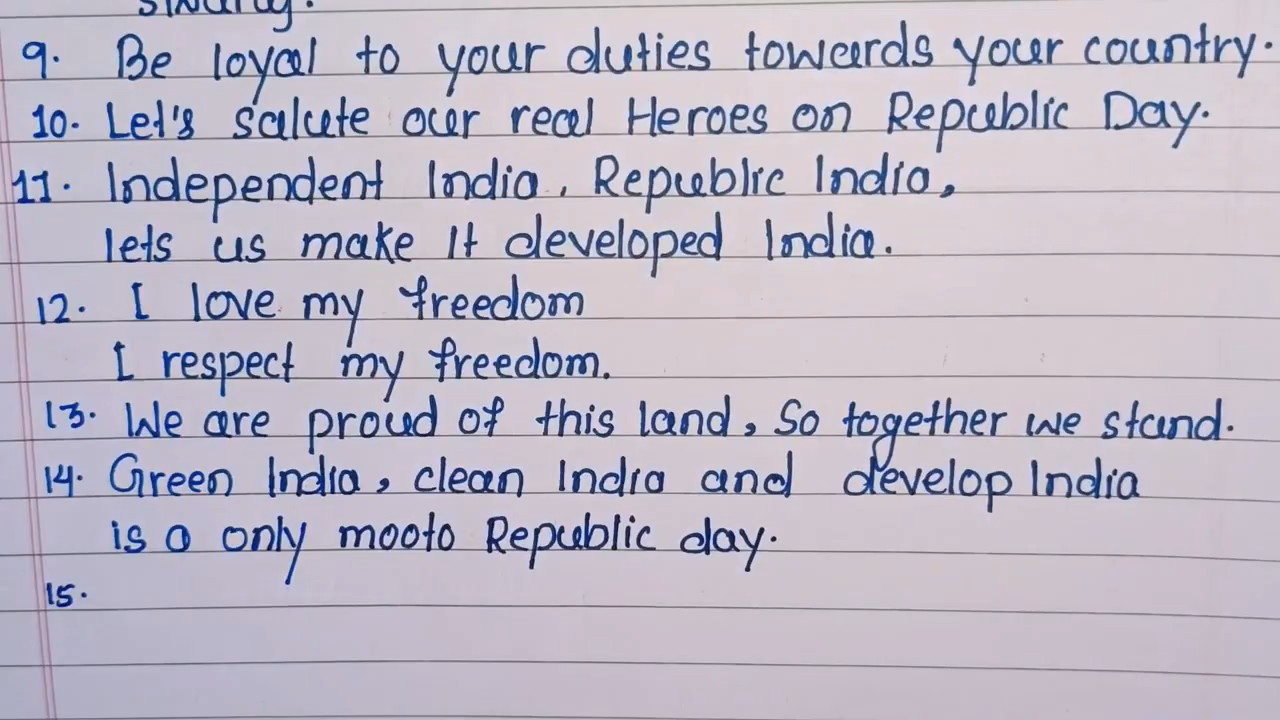 9. Be loyal to your duties towards your country.
10. Let's salute our real Heroes on Republic Day.
11. Independent India, Republic India,
lets us make It developed India.
12. I love my freedom
I respect my freedom.
13. We are proud of this land, So together we stand.
14. Green India, clean India and develop India
is a only mooto Republic day.
15.